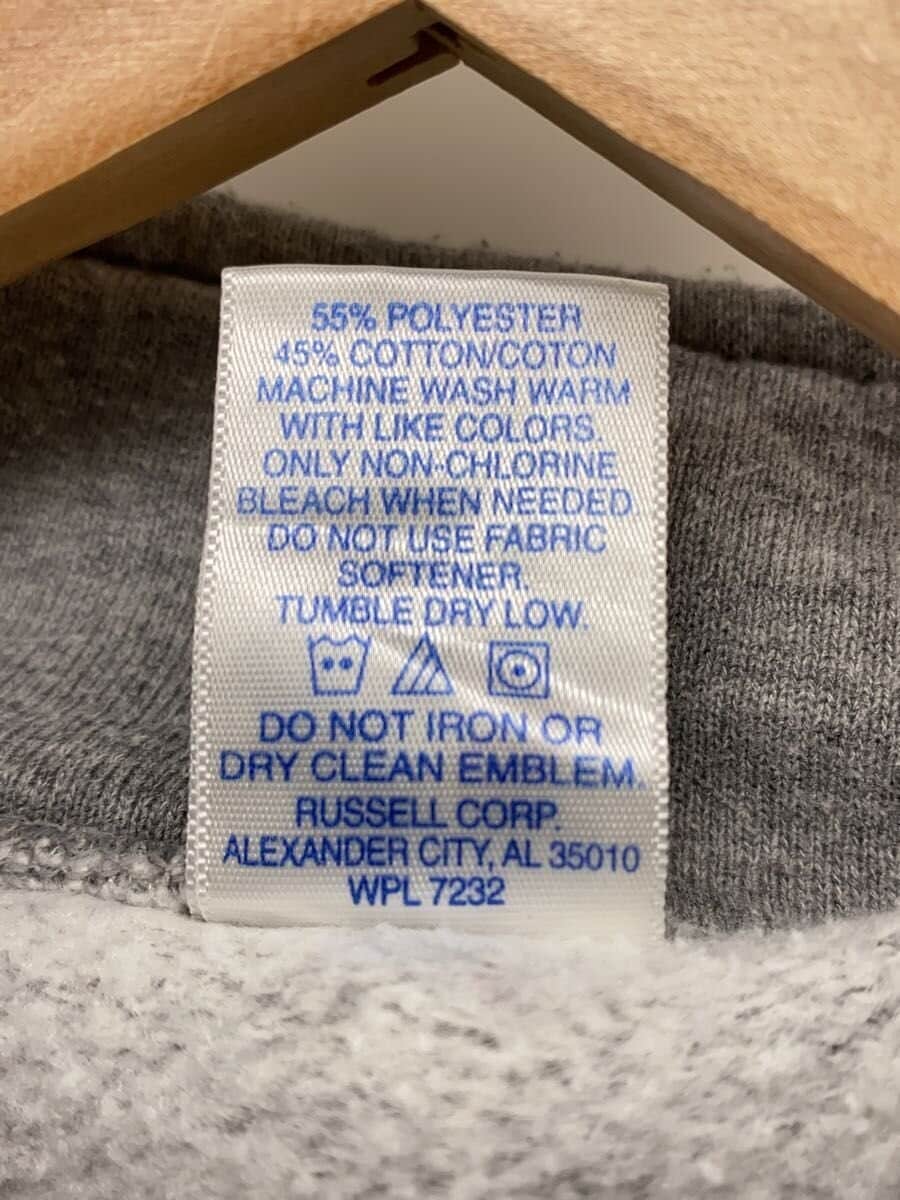 55% POLYESTER
45% COTTON/COTON
MACHINE WASH WARM
WITH LIKE COLORS.
ONLY NON-CHLORINE
BLEACH WHEN NEEDED
DO NOT USE FABRIC
SOFTENER.
TUMBLE DRY LOW.
DO NOT IRON OR
DRY CLEAN EMBLEM.
RUSSELL CORP.
ALEXANDER CITY, AL 35010
WPL 7232